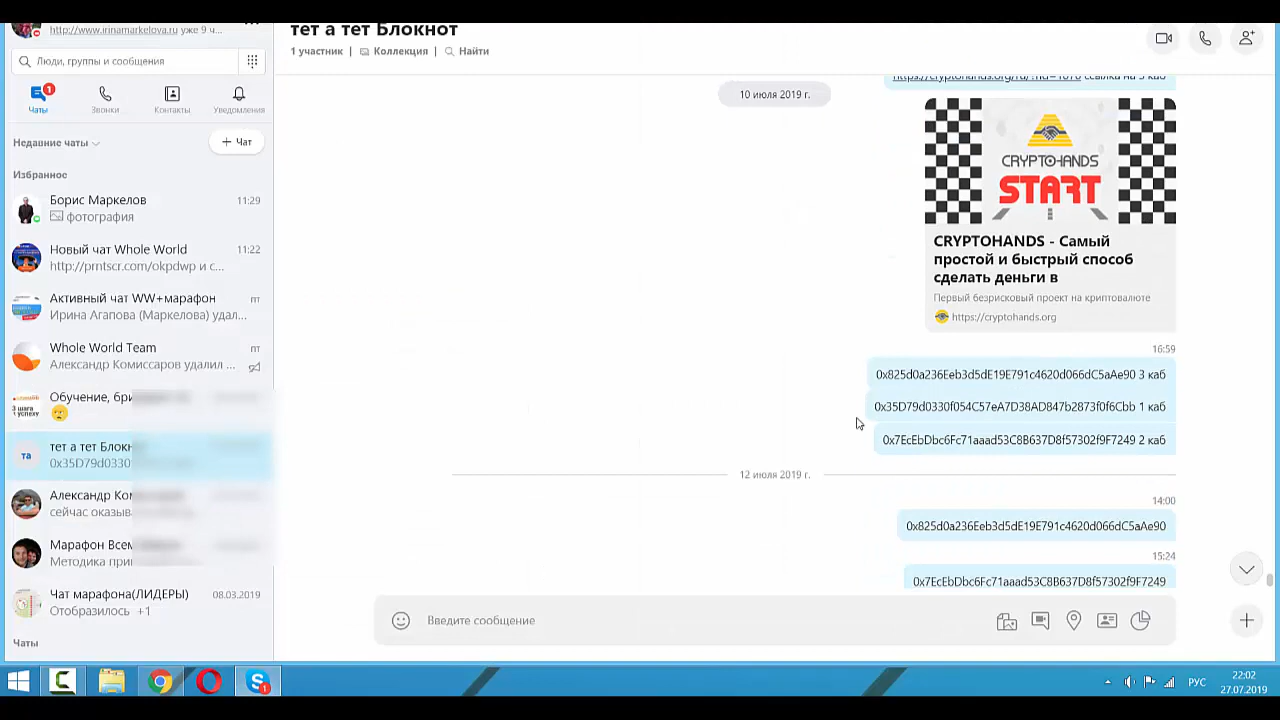 http://www.irinamarkelova.ru уже 9 ч...
Люди, группы и сообщения
1
Чаты
Звонки
Контакты
Уведомления
Недавние чаты
+ Чат
Избранное
Борис Маркелов 11:29
фотография
Новый чат Whole World 11:22
http://prntscr.com/okpdwp и с...
Активный чат WW+марафон пт
Ирина Агапова (Маркелова) удал...
Whole World Team пт
Александр Комиссаров удалил ...
Обучение,
3 шага
к успеху
та
тет а тет Блокн
0x35D79d0330
Александр Ко
сейчас оказыв
Марафон Всем
Методика при
Чат марафона(ЛИДЕРЫ) 08.03.2019
Отобразилось +1
Чаты
тет а тет Блокнот
1 участник | Коллекция | Найти
10 июля 2019 г.
CRYPTOHANDS
START
CRYPTOHANDS - Самый
простой и быстрый способ
сделать деньги в
Первый безрисковый проект на криптовалюте
https://cryptohands.org
16:59
0x825d0a236Eeb3d5dE19E791c4620d066dC5aAe90 3 каб
0x35D79d0330f054C57eA7D38AD847b2873f0f6Cbb 1 каб
0x7EcEbDbc6Fc71aaad53C8B637D8f57302f9F7249 2 каб
12 июля 2019 г.
14:00
0x825d0a236Eeb3d5dE19E791c4620d066dC5aAe90
15:24
0x7EcEbDbc6Fc71aaad53C8B637D8f57302f9F7249
Введите сообщение
РУС
22:02
27.07.2019